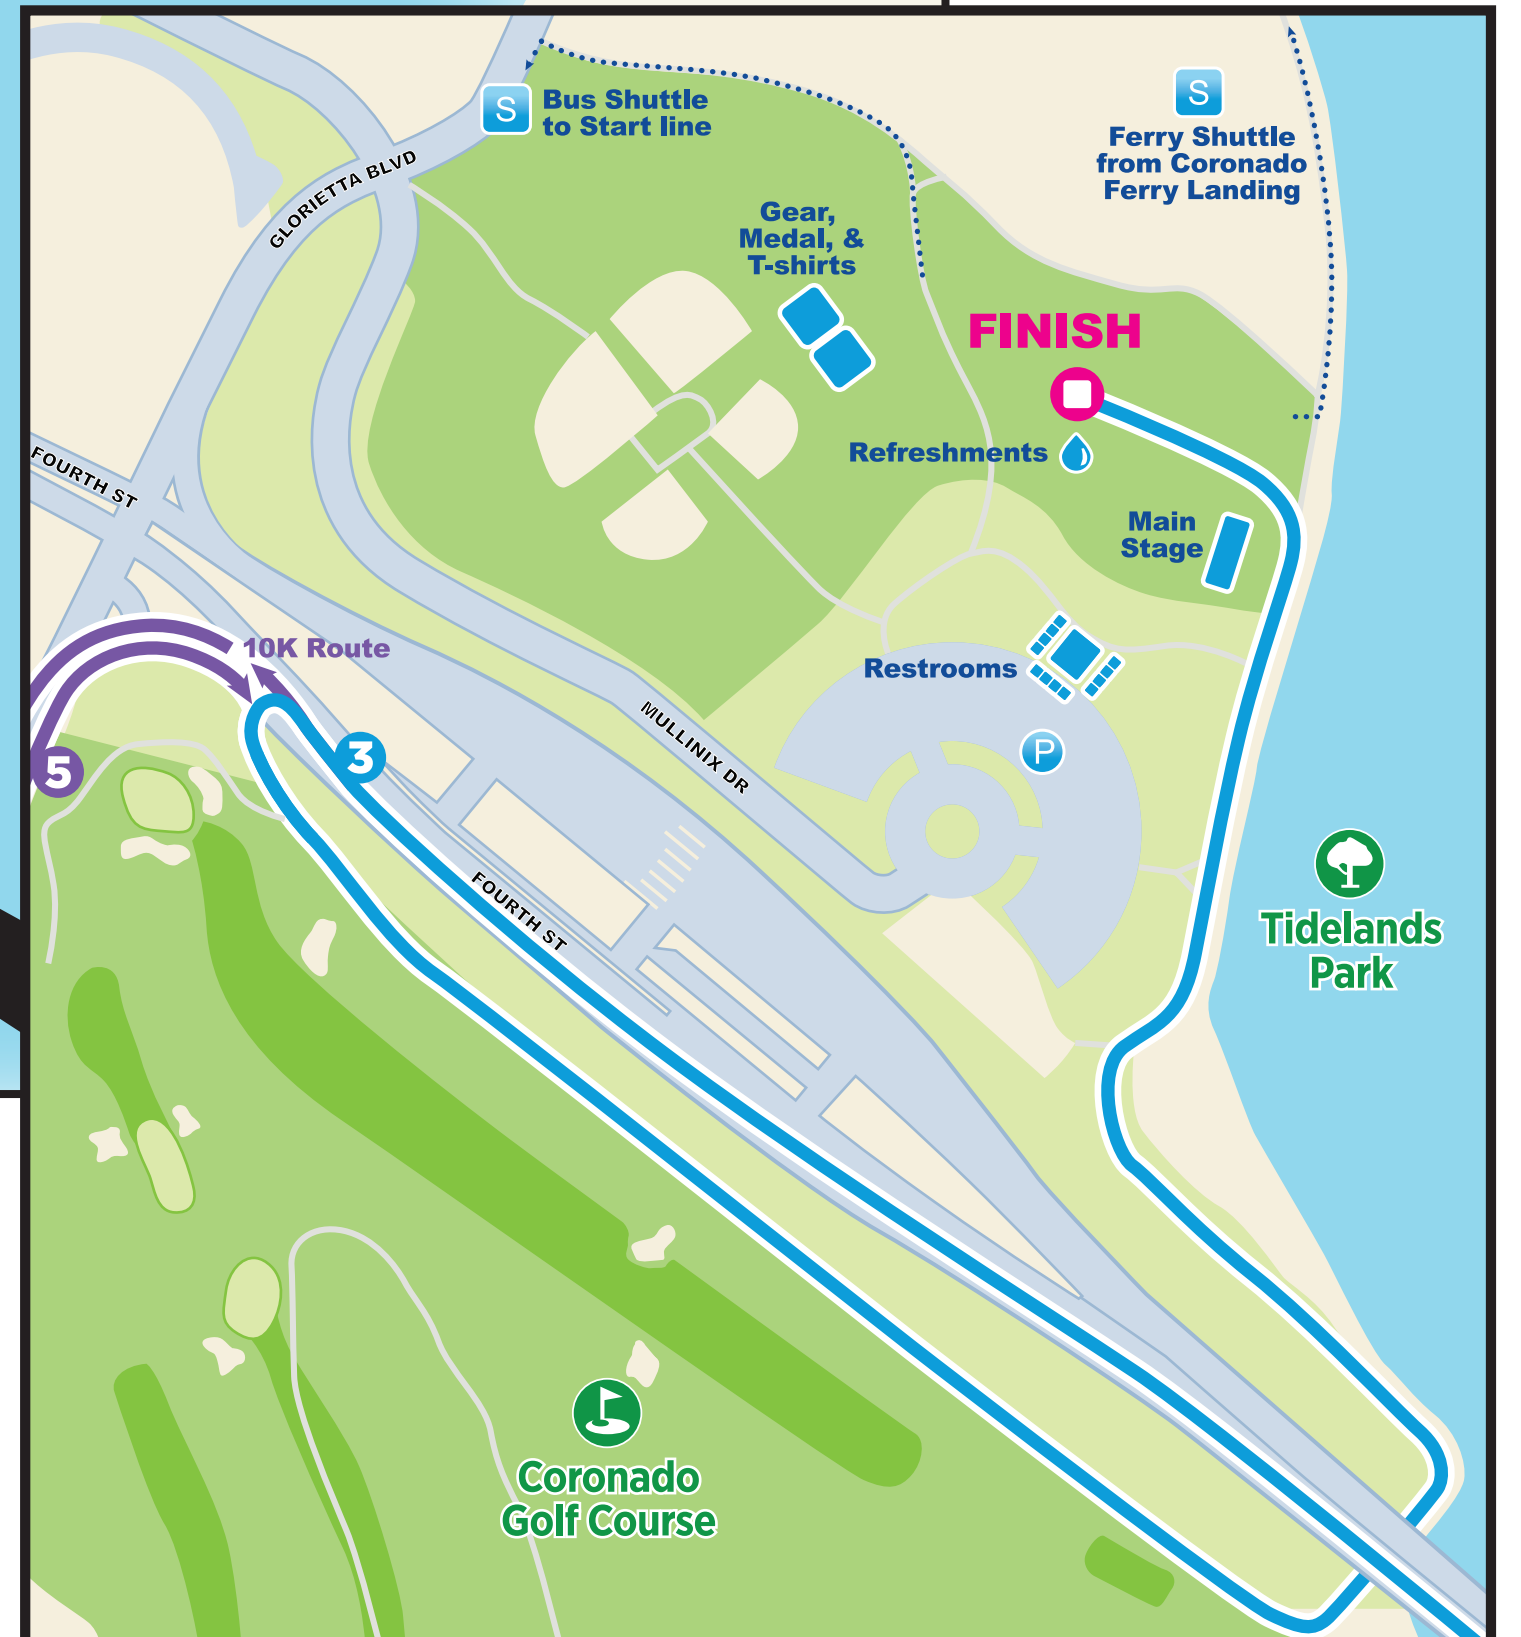 S
Bus Shuttle
to Start line
S
Ferry Shuttle
from Coronado
Ferry Landing
GLORIETTA BLVD
Gear,
Medal, &
T-shirts
FINISH
Refreshments
FOURTH ST
Main
Stage
10K Route
Restrooms
MULLINIX DR
P
3
5
FOURTH ST
Tidelands
Park
Coronado
Golf Course